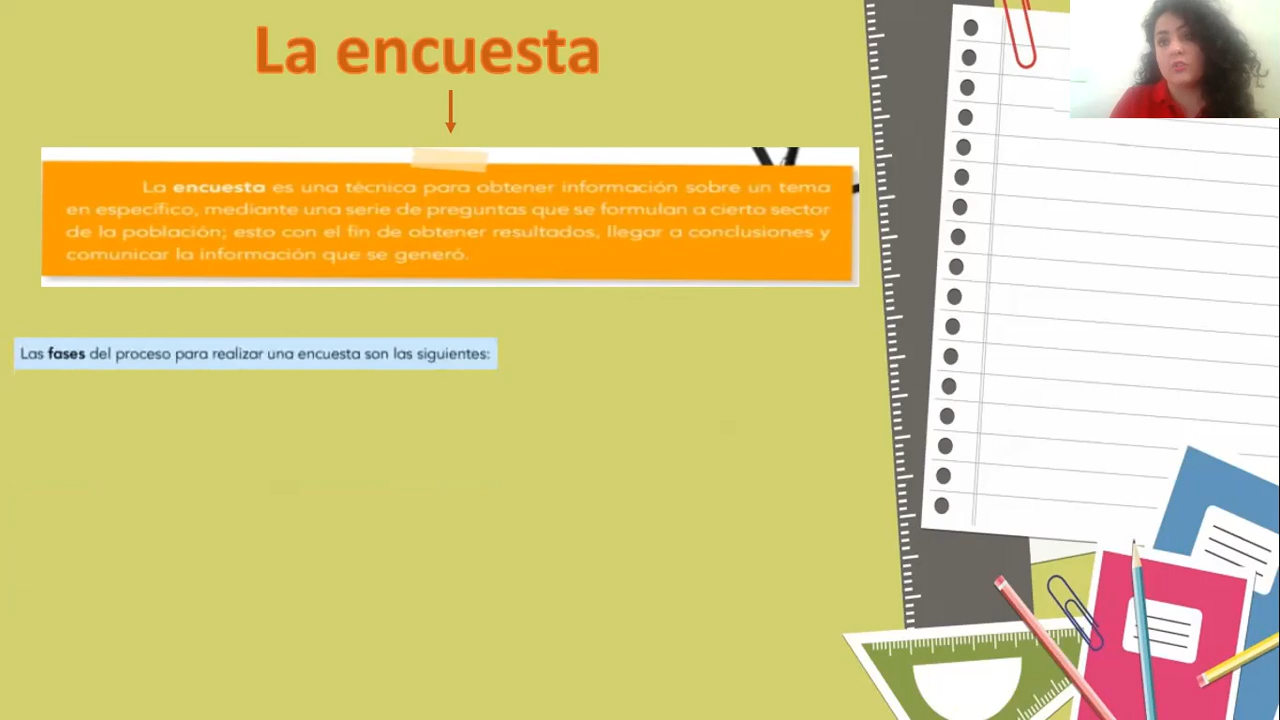 La encuesta
La encuesta es una técnica para obtener información sobre un tema
en específico, mediante una serie de preguntas que se formulan a cierto sector
de la población; esto con el fin de obtener resultados, llegar a conclusiones y
comunicar la información que se generó.
Las fases del proceso para realizar una encuesta son las siguientes: